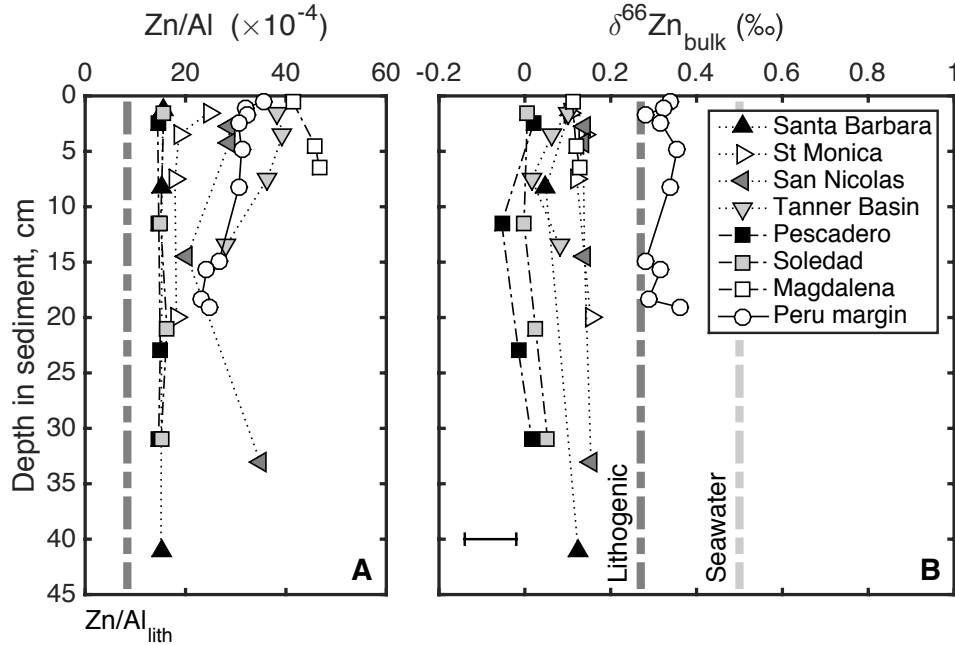 Zn/Al (×10⁻⁴)
δ⁶⁶Zn_bulk (‰)
0 20 40 60
-0.2 0 0.2 0.4 0.6 0.8 1
Depth in sediment, cm
0
5
10
15
20
25
30
35
40
45
Santa Barbara
St Monica
San Nicolas
Tanner Basin
Pescadero
Soledad
Magdalena
Peru margin
Lithogenic
Seawater
A
B
Zn/Al_lith